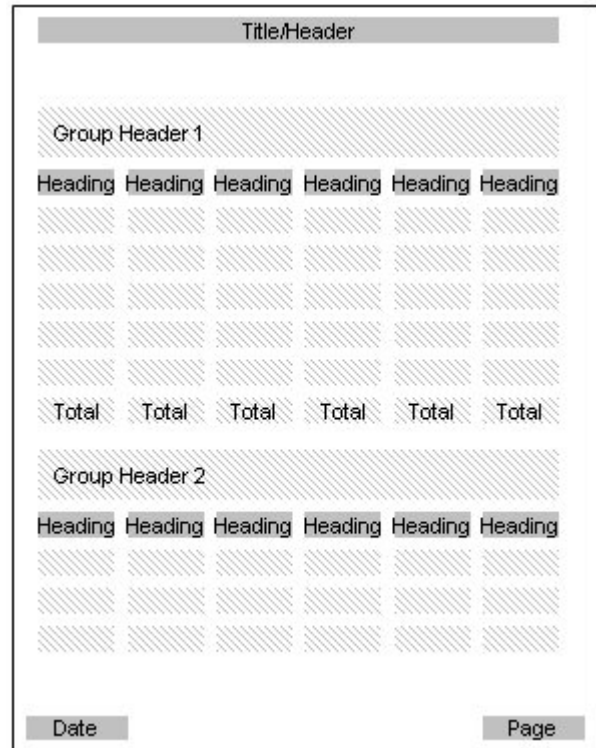 Title/Header
Group Header 1
Heading Heading Heading Heading Heading Heading
Total Total Total Total Total Total
Group Header 2
Heading Heading Heading Heading Heading Heading
Date Page